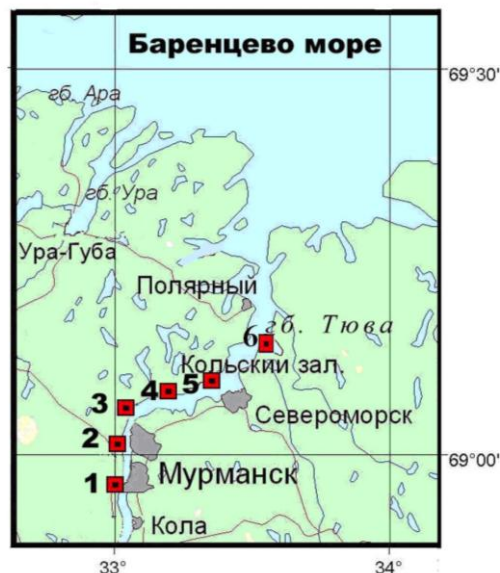 Баренцево море
69°30'
гб. Ара
гб. Ура
Ура-Губа
Полярный
6 гб. Тюва
Кольский зал.
3 4 5
Североморск
2
69°00'
1 Мурманск
Кола
33° 34°